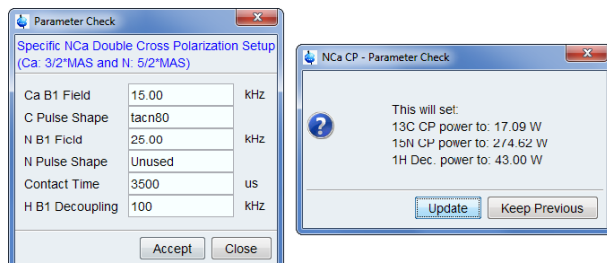 Parameter Check
Specific NCa Double Cross Polarization Setup
(Ca: 3/2*MAS and N: 5/2*MAS)
Ca B1 Field 15.00 kHz
C Pulse Shape tacn80
N B1 Field 25.00 kHz
N Pulse Shape Unused
Contact Time 3500 us
H B1 Decoupling 100 kHz
Accept Close
NCa CP - Parameter Check
This will set:
13C CP power to: 17.09 W
15N CP power to: 274.62 W
1H Dec. power to: 43.00 W
Update Keep Previous